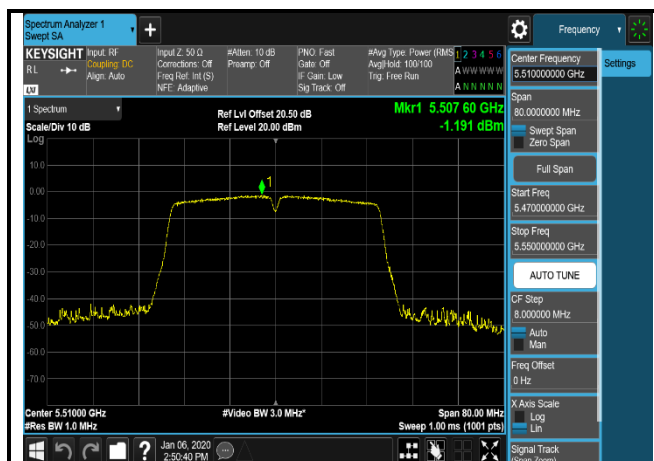 Spectrum Analyzer 1
Swept SA
+
Frequency
KEYSIGHT
R L
Input: RF
Coupling: DC
Align: Auto
Input Z: 50 Ω
Corrections: Off
Freq Ref: Int (S)
NFE: Adaptive
#Atten: 10 dB
Preamp: Off
PNO: Fast
Gate: Off
IF Gain: Low
Sig Track: Off
#Avg Type: Power (RMS
Avg|Hold: 100/100
Trig: Free Run
1 2 3 4 5 6
A W W W W W
A N N N N N
LXI
1 Spectrum
Scale/Div 10 dB
Log
Ref Lvl Offset 20.50 dB
Ref Level 20.00 dBm
Mkr1 5.507 60 GHz
-1.191 dBm
1
10.0
0.00
-10.0
-20.0
-30.0
-40.0
-50.0
-60.0
-70.0
Center 5.51000 GHz
#Res BW 1.0 MHz
#Video BW 3.0 MHz*
Span 80.00 MHz
Sweep 1.00 ms (1001 pts)
?
Jan 06, 2020
2:50:40 PM
Center Frequency
5.510000000 GHz
Settings
Span
80.0000000 MHz
Swept Span
Zero Span
Full Span
Start Freq
5.470000000 GHz
Stop Freq
5.550000000 GHz
AUTO TUNE
CF Step
8.000000 MHz
Auto
Man
Freq Offset
0 Hz
X Axis Scale
Log
Lin
Signal Track
(Span Zoom)